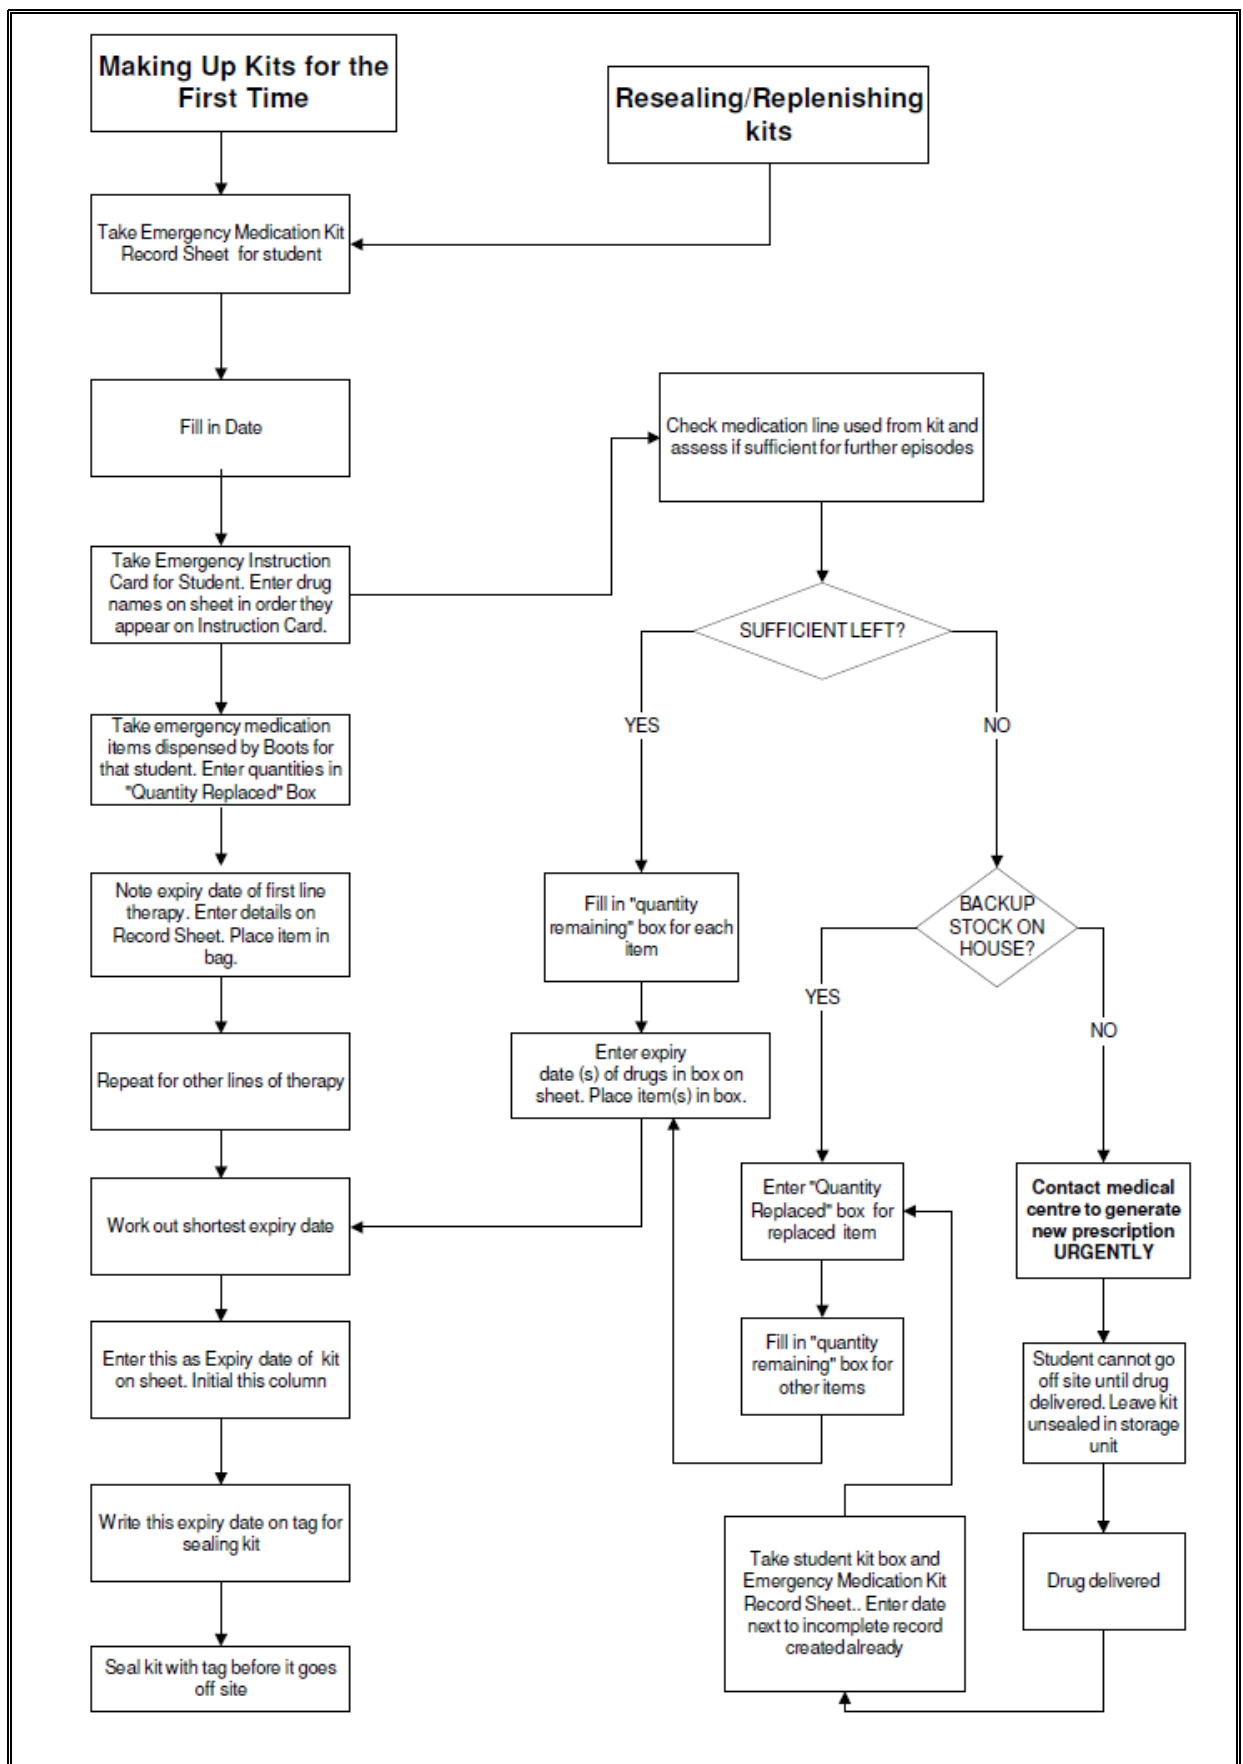 Making Up Kits for the
First Time
Resealing/Replenishing
kits
Take Emergency Medication Kit
Record Sheet for student
Fill in Date
Check medication line used from kit and
assess if sufficient for further episodes
Take Emergency Instruction
Card for Student. Enter drug
names on sheet in order they
appear on Instruction Card.
SUFFICIENT LEFT?
YES
NO
Take emergency medication
items dispensed by Boots for
that student. Enter quantities in
"Quantity Replaced" Box
Note expiry date of first line
therapy. Enter details on
Record Sheet. Place item in
bag.
Fill in "quantity
remaining" box for each
item
BACKUP
STOCK ON
HOUSE?
YES
NO
Repeat for other lines of therapy
Enter expiry
date (s) of drugs in box on
sheet. Place item(s) in box.
Work out shortest expiry date
Enter "Quantity
Replaced" box for
replaced item
Contact medical
centre to generate
new prescription
URGENTLY
Enter this as Expiry date of kit
on sheet. Initial this column
Fill in "quantity
remaining" box for
other items
Student cannot go
off site until drug
delivered. Leave kit
unsealed in storage
unit
Write this expiry date on tag for
sealing kit
Take student kit box and
Emergency Medication Kit
Record Sheet.. Enter date
next to incomplete record
created already
Drug delivered
Seal kit with tag before it goes
off site